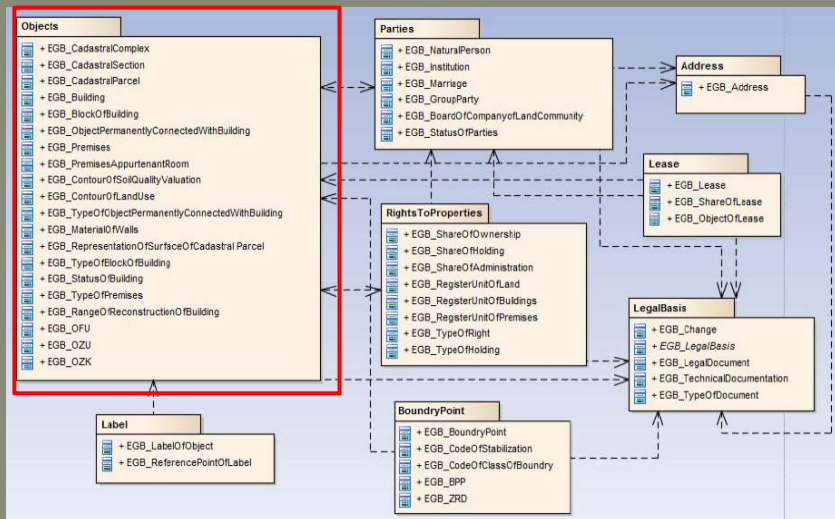 Objects
+ EGB_CadastralComplex
+ EGB_CadastralSection
+ EGB_CadastralParcel
+ EGB_Building
+ EGB_BlockOfBuilding
+ EGB_ObjectPermanentlyConnectedWithBuilding
+ EGB_Premises
+ EGB_PremisesAppurtenantRoom
+ EGB_ContourOfSoilQualityValuation
+ EGB_ContourOfLandUse
+ EGB_TypeOfObjectPermanentlyConnectedWithBuilding
+ EGB_MaterialOfWalls
+ EGB_RepresentationOfSurfaceOfCadastral Parcel
+ EGB_TypeOfBlockOfBuilding
+ EGB_StatusOfBuilding
+ EGB_TypeOfPremises
+ EGB_RangeOfReconstructionOfBuilding
+ EGB_OFU
+ EGB_OZU
+ EGB_OZK
Parties
+ EGB_NaturalPerson
+ EGB_Institution
+ EGB_Marriage
+ EGB_GroupParty
+ EGB_BoardOfCompanyofLandCommunity
+ EGB_StatusOfParties
Address
+ EGB_Address
Lease
+ EGB_Lease
+ EGB_ShareOfLease
+ EGB_ObjectOfLease
RightsToProperties
+ EGB_ShareOfOwnership
+ EGB_ShareOfHolding
+ EGB_ShareOfAdministration
+ EGB_RegisterUnitOfLand
+ EGB_RegisterUnitOfBuildings
+ EGB_RegisterUnitOfPremises
+ EGB_TypeOfRight
+ EGB_TypeOfHolding
LegalBasis
+ EGB_Change
+ EGB_LegalBasis
+ EGB_LegalDocument
+ EGB_TechnicalDocumentation
+ EGB_TypeOfDocument
Label
+ EGB_LabelOfObject
+ EGB_ReferencePointOfLabel
BoundryPoint
+ EGB_BoundryPoint
+ EGB_CodeOfStabilization
+ EGB_CodeOfClassOfBoundry
+ EGB_BPP
+ EGB_ZRD